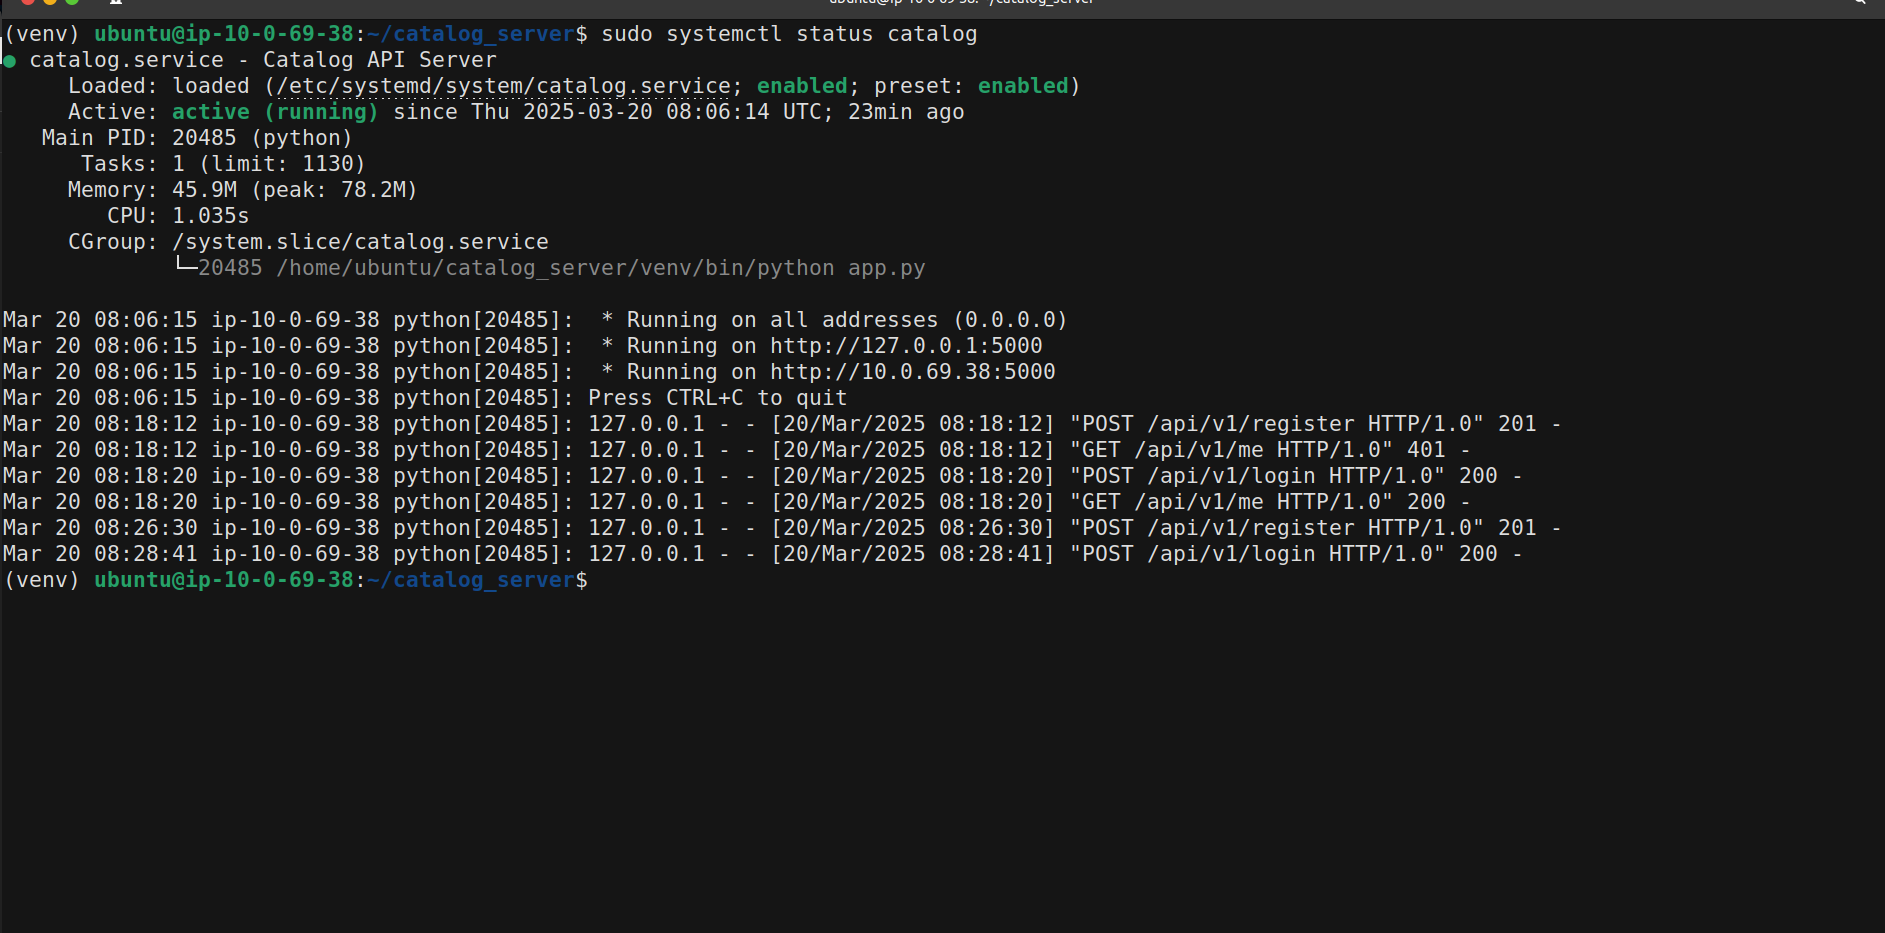 (venv) ubuntu@ip-10-0-69-38:~/catalog_server$ sudo systemctl status catalog
● catalog.service - Catalog API Server
     Loaded: loaded (/etc/systemd/system/catalog.service; enabled; preset: enabled)
     Active: active (running) since Thu 2025-03-20 08:06:14 UTC; 23min ago
   Main PID: 20485 (python)
      Tasks: 1 (limit: 1130)
     Memory: 45.9M (peak: 78.2M)
        CPU: 1.035s
     CGroup: /system.slice/catalog.service
             └─20485 /home/ubuntu/catalog_server/venv/bin/python app.py

Mar 20 08:06:15 ip-10-0-69-38 python[20485]:  * Running on all addresses (0.0.0.0)
Mar 20 08:06:15 ip-10-0-69-38 python[20485]:  * Running on http://127.0.0.1:5000
Mar 20 08:06:15 ip-10-0-69-38 python[20485]:  * Running on http://10.0.69.38:5000
Mar 20 08:06:15 ip-10-0-69-38 python[20485]: Press CTRL+C to quit
Mar 20 08:18:12 ip-10-0-69-38 python[20485]: 127.0.0.1 - - [20/Mar/2025 08:18:12] "POST /api/v1/register HTTP/1.0" 201 -
Mar 20 08:18:12 ip-10-0-69-38 python[20485]: 127.0.0.1 - - [20/Mar/2025 08:18:12] "GET /api/v1/me HTTP/1.0" 401 -
Mar 20 08:18:20 ip-10-0-69-38 python[20485]: 127.0.0.1 - - [20/Mar/2025 08:18:20] "POST /api/v1/login HTTP/1.0" 200 -
Mar 20 08:18:20 ip-10-0-69-38 python[20485]: 127.0.0.1 - - [20/Mar/2025 08:18:20] "GET /api/v1/me HTTP/1.0" 200 -
Mar 20 08:26:30 ip-10-0-69-38 python[20485]: 127.0.0.1 - - [20/Mar/2025 08:26:30] "POST /api/v1/register HTTP/1.0" 201 -
Mar 20 08:28:41 ip-10-0-69-38 python[20485]: 127.0.0.1 - - [20/Mar/2025 08:28:41] "POST /api/v1/login HTTP/1.0" 200 -
(venv) ubuntu@ip-10-0-69-38:~/catalog_server$